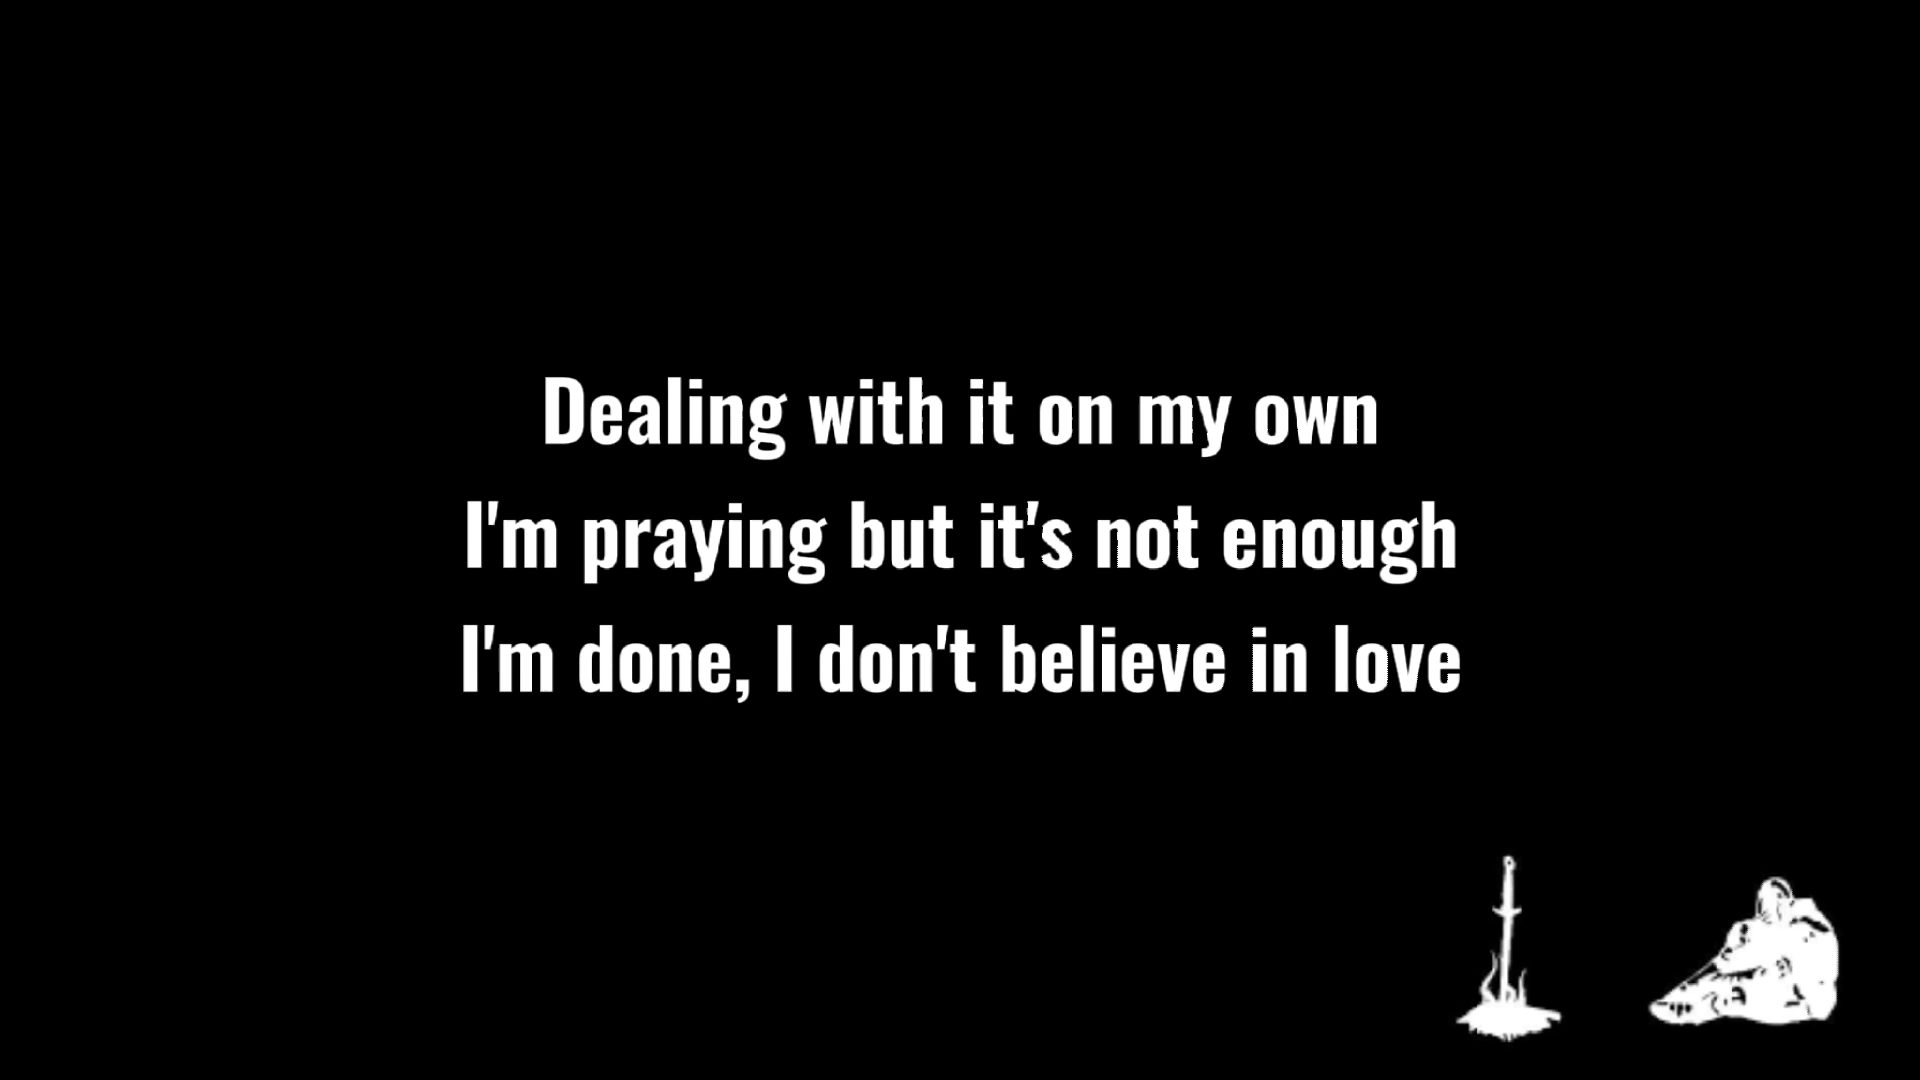 Dealing with it on my own
I'm praying but it's not enough
I'm done, I don't believe in love